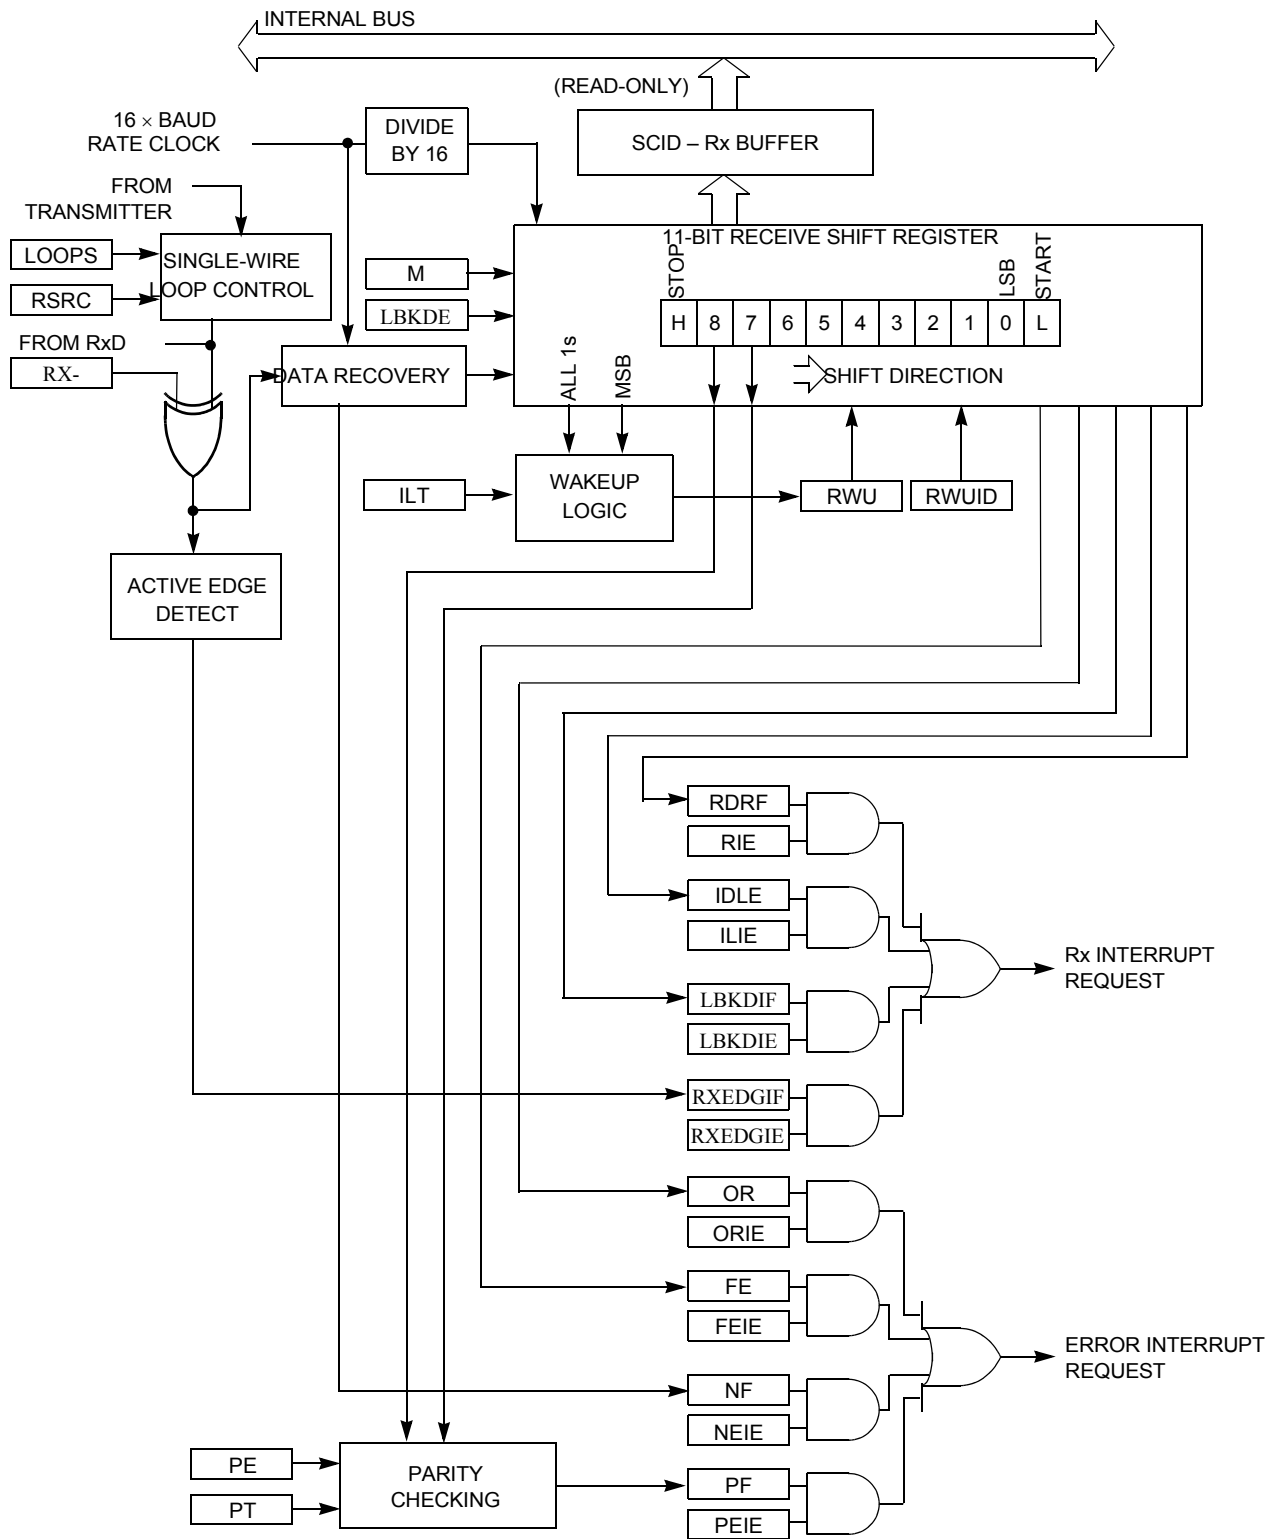 INTERNAL BUS
(READ-ONLY)
16 × BAUD
RATE CLOCK
DIVIDE
BY 16
SCID – Rx BUFFER
FROM
TRANSMITTER
LOOPS
RSRC
SINGLE-WIRE
LOOP CONTROL
FROM RxD
RX-
M
LBKDE
DATA RECOVERY
11-BIT RECEIVE SHIFT REGISTER
STOP
LSB
START
H 8 7 6 5 4 3 2 1 0 L
ALL 1s
MSB
SHIFT DIRECTION
ILT
WAKEUP
LOGIC
RWU
RWUID
ACTIVE EDGE
DETECT
RDRF
RIE
IDLE
ILIE
LBKDIF
LBKDIE
RXEDGIF
RXEDGIE
Rx INTERRUPT
REQUEST
OR
ORIE
FE
FEIE
NF
NEIE
PF
PEIE
ERROR INTERRUPT
REQUEST
PE
PT
PARITY
CHECKING